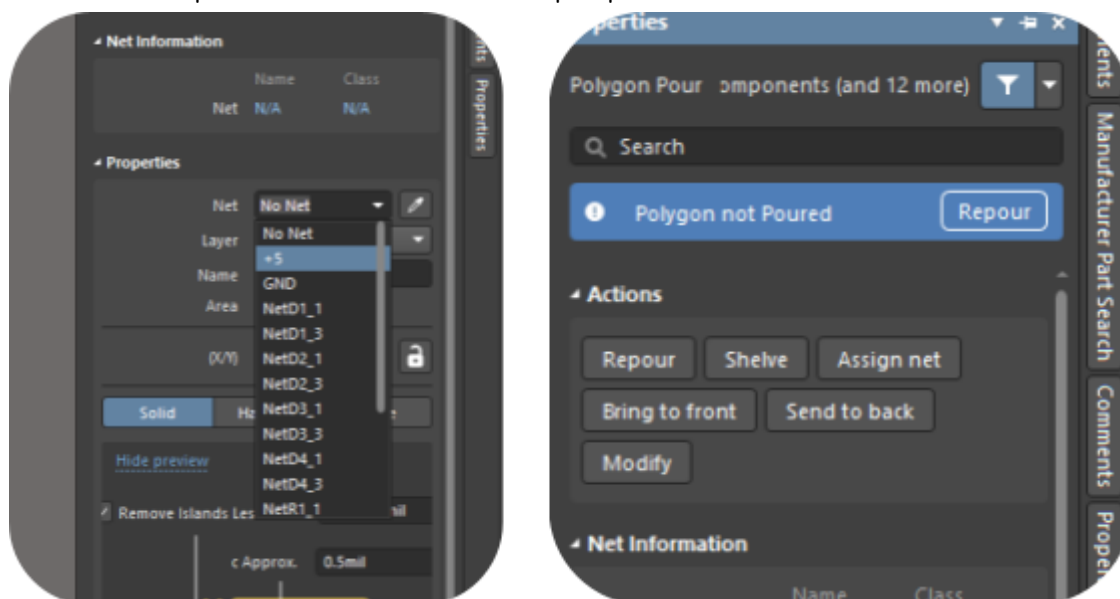 Net Information
Name Class
Net N/A N/A
Properties
Net No Net
Layer
Name
Area
(X/Y)
No Net
+5
GND
NetD1_1
NetD1_3
NetD2_1
NetD2_3
NetD3_1
NetD3_3
NetD4_1
NetD4_3
NetR1_1
Solid
Hide preview
Remove Islands Les
c Approx. 0.5mil
Properties
Polygon Pour omponents (and 12 more)
Search
Polygon not Poured Repour
Actions
Repour Shelve Assign net
Bring to front Send to back
Modify
Net Information
Name Class
Manufacturer Part Search
Comments